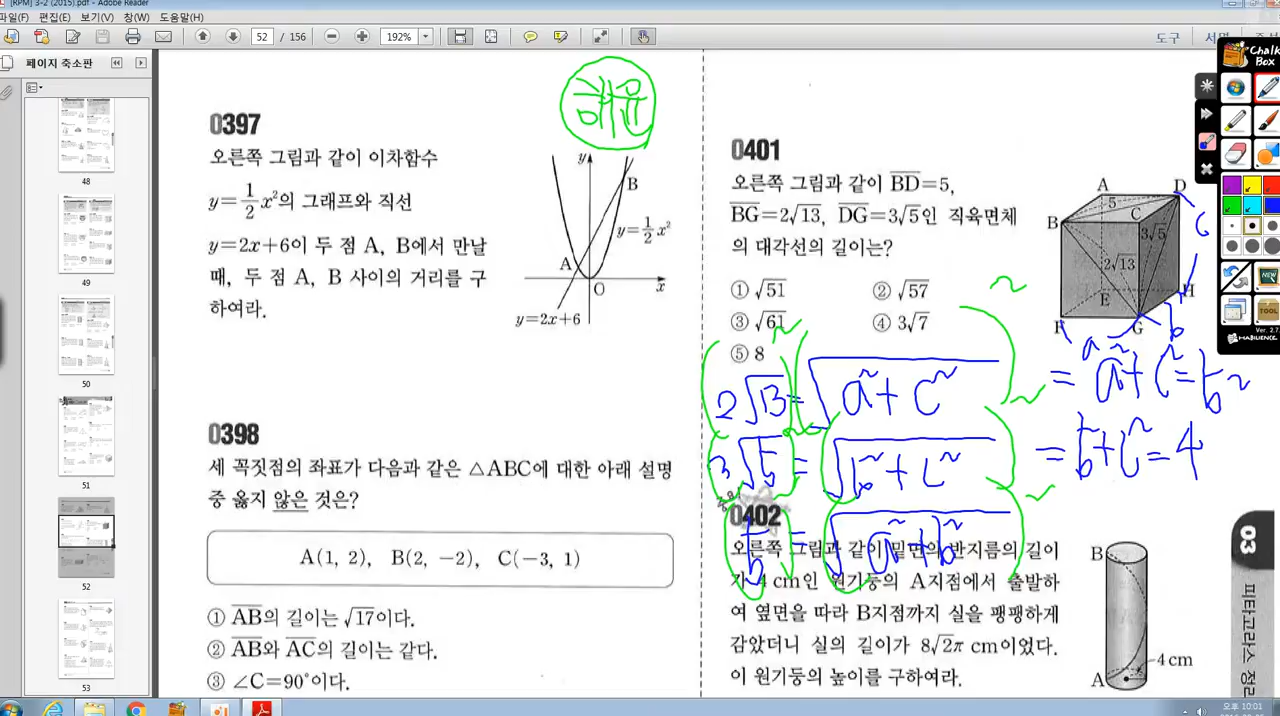 [RPM] 3-2 (2015).pdf - Adobe Reader
파일(F) 편집(E) 보기(V) 창(W) 도움말(H)
52 / 156 192% 도구
페이지 축소판
48
49
50
51
52
53
0397
오른쪽 그림과 같이 이차함수
y=1/2x²의 그래프와 직선
y=2x+6이 두 점 A, B에서 만날
때, 두 점 A, B 사이의 거리를 구
하여라.
y
B
y=1/2x²
A
O
x
y=2x+6
0398
세 꼭짓점의 좌표가 다음과 같은 △ABC에 대한 아래 설명
중 옳지 않은 것은?
A(1, 2), B(2, −2), C(−3, 1)
① AB의 길이는 √17이다.
② AB와 AC의 길이는 같다.
③ ∠C=90°이다.
0401
오른쪽 그림과 같이 BD=5,
BG=2√13, DG=3√5인 직육면체
의 대각선의 길이는?
① √51 ② √57
③ √61 ④ 3√7
⑤ 8
A
D
5
B
C
3√5
2√13
E
H
F
G
c
a
b
2√13=√a²+c²
=a²+c²=52
3√5=√b²+c²
=b²+c²=4
5=√a²+b²
0402
오른쪽 그림과 같이 밑면의 반지름의 길이
가 4 cm인 원기둥의 A지점에서 출발하
여 옆면을 따라 B지점까지 실을 팽팽하게
감았더니 실의 길이가 8√2π cm이었다.
이 원기둥의 높이를 구하여라.
B
4 cm
A
03
피타고라스 정리
Chalk
Box
NEW
TOOL
Ver. 2.7
HABILIENCE
오후 10:01